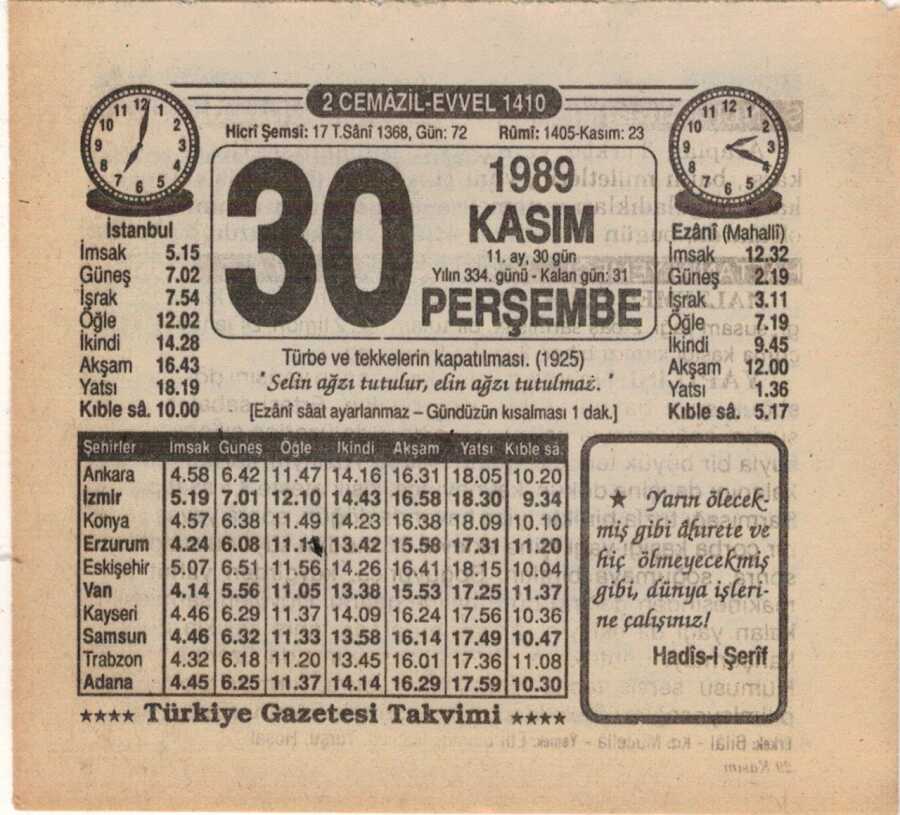 2 CEMÂZİL-EVVEL 1410
Hicrî Şemsî: 17 T.Sânî 1368, Gün: 72 Rûmî: 1405-Kasım: 23
30
1989
KASIM
11. ay, 30 gün
Yılın 334. günü - Kalan gün: 31
PERŞEMBE
İstanbul
İmsak 5.15
Güneş 7.02
İşrak 7.54
Öğle 12.02
İkindi 14.28
Akşam 16.43
Yatsı 18.19
Kıble sâ. 10.00
Ezânî (Mahallî)
İmsak 12.32
Güneş 2.19
İşrak 3.11
Öğle 7.19
İkindi 9.45
Akşam 12.00
Yatsı 1.36
Kıble sâ. 5.17
Türbe ve tekkelerin kapatılması. (1925)
"Selin ağzı tutulur, elin ağzı tutulmaz."
[Ezânî sâat ayarlanmaz – Gündüzün kısalması 1 dak.]
Şehirler İmsak Güneş Öğle İkindi Akşam Yatsı Kıble sâ.
Ankara 4.58 6.42 11.47 14.16 16.31 18.05 10.20
İzmir 5.19 7.01 12.10 14.43 16.58 18.30 9.34
Konya 4.57 6.38 11.49 14.23 16.38 18.09 10.10
Erzurum 4.24 6.08 13.42 15.58 17.31 11.20
Eskişehir 5.07 6.51 11.56 14.26 16.41 18.15 10.04
Van 4.14 5.56 11.05 13.38 15.53 17.25 11.37
Kayseri 4.46 6.29 11.37 14.09 16.24 17.56 10.36
Samsun 4.46 6.32 11.33 13.58 16.14 17.49 10.47
Trabzon 4.32 6.18 11.20 13.45 16.01 17.36 11.08
Adana 4.45 6.25 11.37 14.14 16.29 17.59 10.30
★★★★ Türkiye Gazetesi Takvimi ★★★★
★ Yarın ölecek-
miş gibi âhırete ve
hiç ölmeyecekmiş
gibi, dünya işleri-
ne çalışınız!
Hadîs-i Şerîf